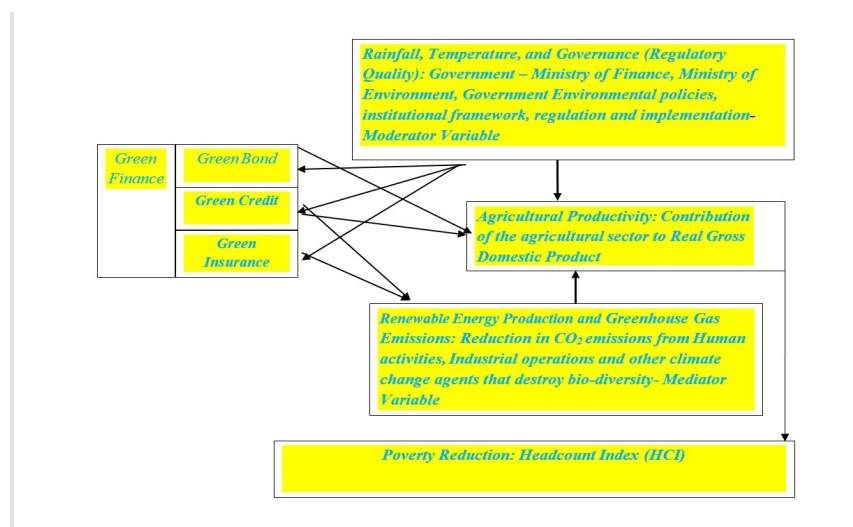 Rainfall, Temperature, and Governance (Regulatory
Quality): Government – Ministry of Finance, Ministry of
Environment, Government Environmental policies,
institutional framework, regulation and implementation-
Moderator Variable
Green
Finance
Green Bond
Green Credit
Green
Insurance
Agricultural Productivity: Contribution
of the agricultural sector to Real Gross
Domestic Product
Renewable Energy Production and Greenhouse Gas
Emissions: Reduction in CO₂ emissions from Human
activities, Industrial operations and other climate
change agents that destroy bio-diversity- Mediator
Variable
Poverty Reduction: Headcount Index (HCI)